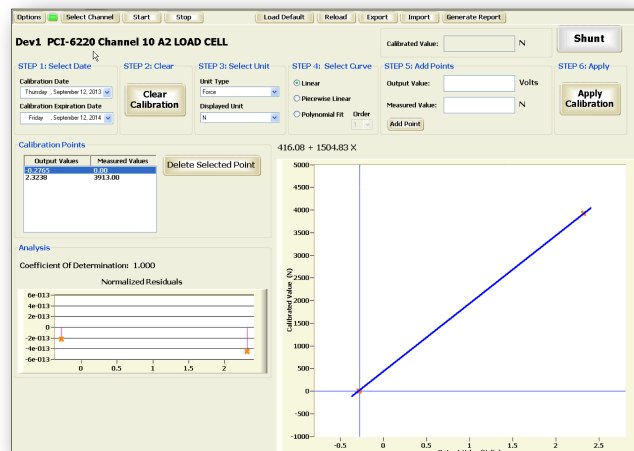 Options Select Channel Start Stop Load Default Reload Export Import Generate Report
Dev1 PCI-6220 Channel 10 A2 LOAD CELL
Calibrated Value: N
Shunt
STEP 1: Select Date
Calibration Date
Thursday , September 12, 2013
Calibration Expiration Date
Friday , September 12, 2014
STEP 2: Clear
Clear
Calibration
STEP 3: Select Unit
Unit Type
Force
Displayed Unit
N
STEP 4: Select Curve
Linear
Piecewise Linear
Polynomial Fit Order
1
STEP 5: Add Points
Output Value: Volts
Measured Value: N
Add Point
STEP 6: Apply
Apply
Calibration
Calibration Points
Output Values Measured Values
-0.2765 0.00
2.3238 3913.00
Delete Selected Point
Analysis
Coefficient Of Determination: 1.000
Normalized Residuals
6e-013
4e-013
2e-013
0
-2e-013
-4e-013
-6e-013
0 0.5 1 1.5 2
416.08 + 1504.83 X
Calibrated Value (N)
5000
4500
4000
3500
3000
2500
2000
1500
1000
500
0
-500
-1000
-0.5 0 0.5 1 1.5 2 2.5